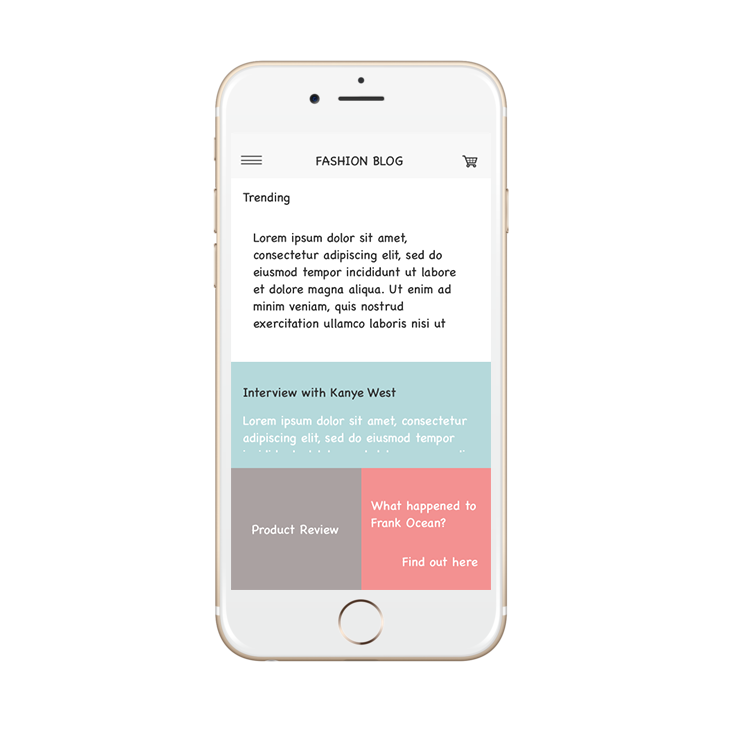 FASHION BLOG
Trending
Lorem ipsum dolor sit amet,
consectetur adipiscing elit, sed do
eiusmod tempor incididunt ut labore
et dolore magna aliqua. Ut enim ad
minim veniam, quis nostrud
exercitation ullamco laboris nisi ut
Interview with Kanye West
Lorem ipsum dolor sit amet, consectetur
adipiscing elit, sed do eiusmod tempor
Product Review
What happened to
Frank Ocean?
Find out here